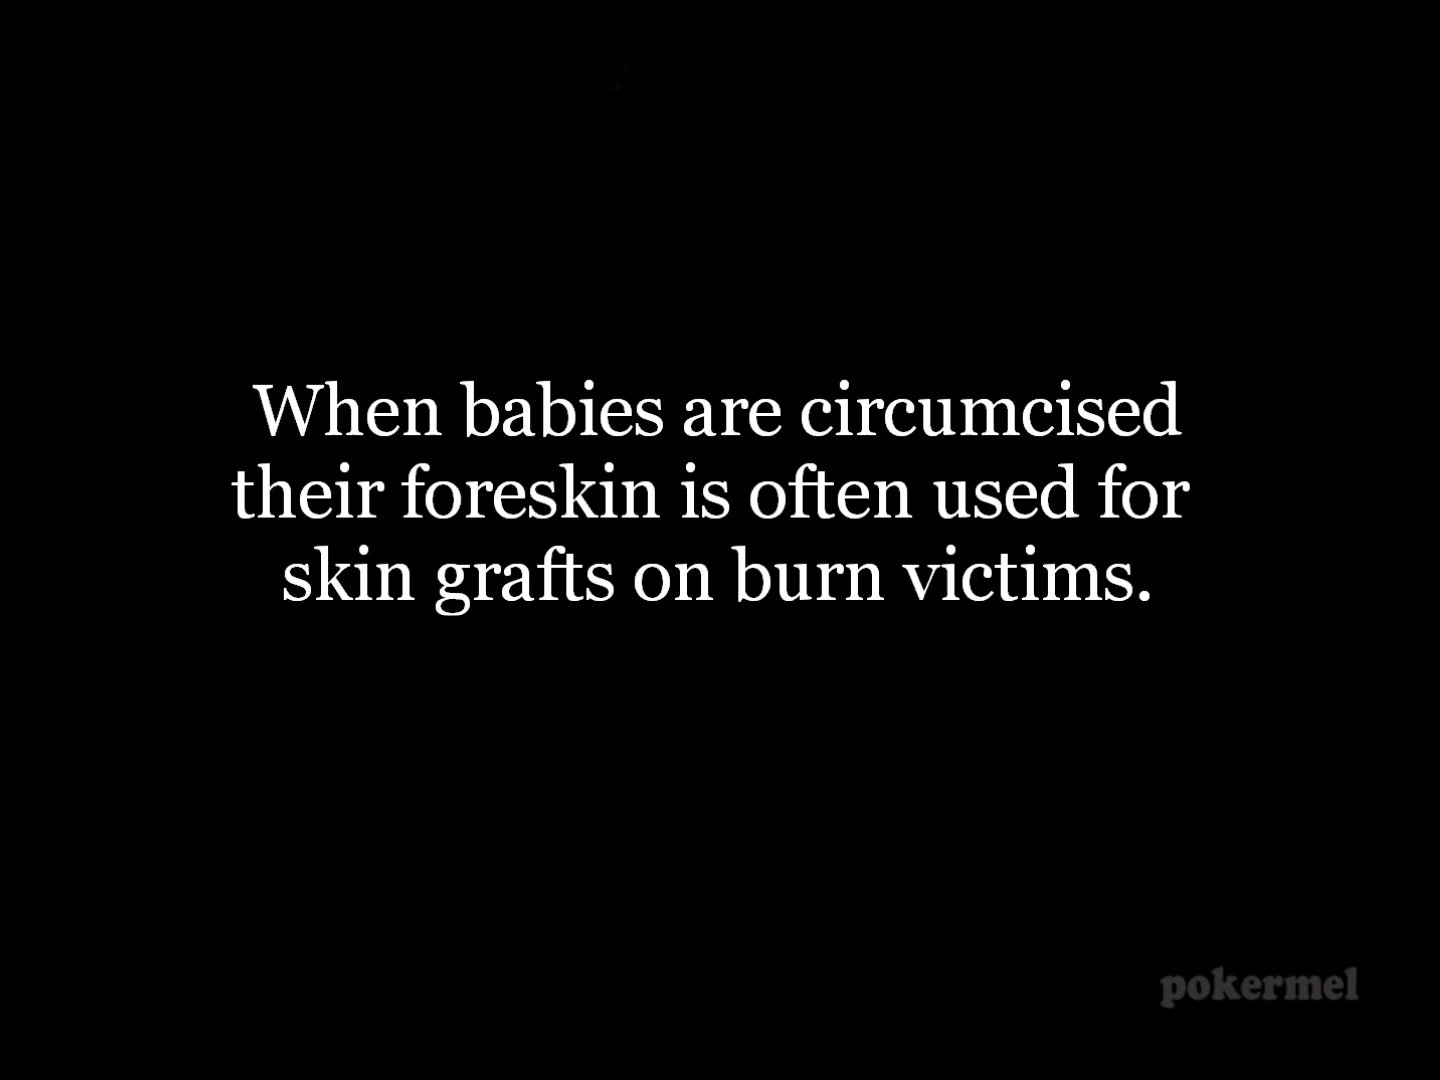 When babies are circumcised
their foreskin is often used for
skin grafts on burn victims.
pokermel